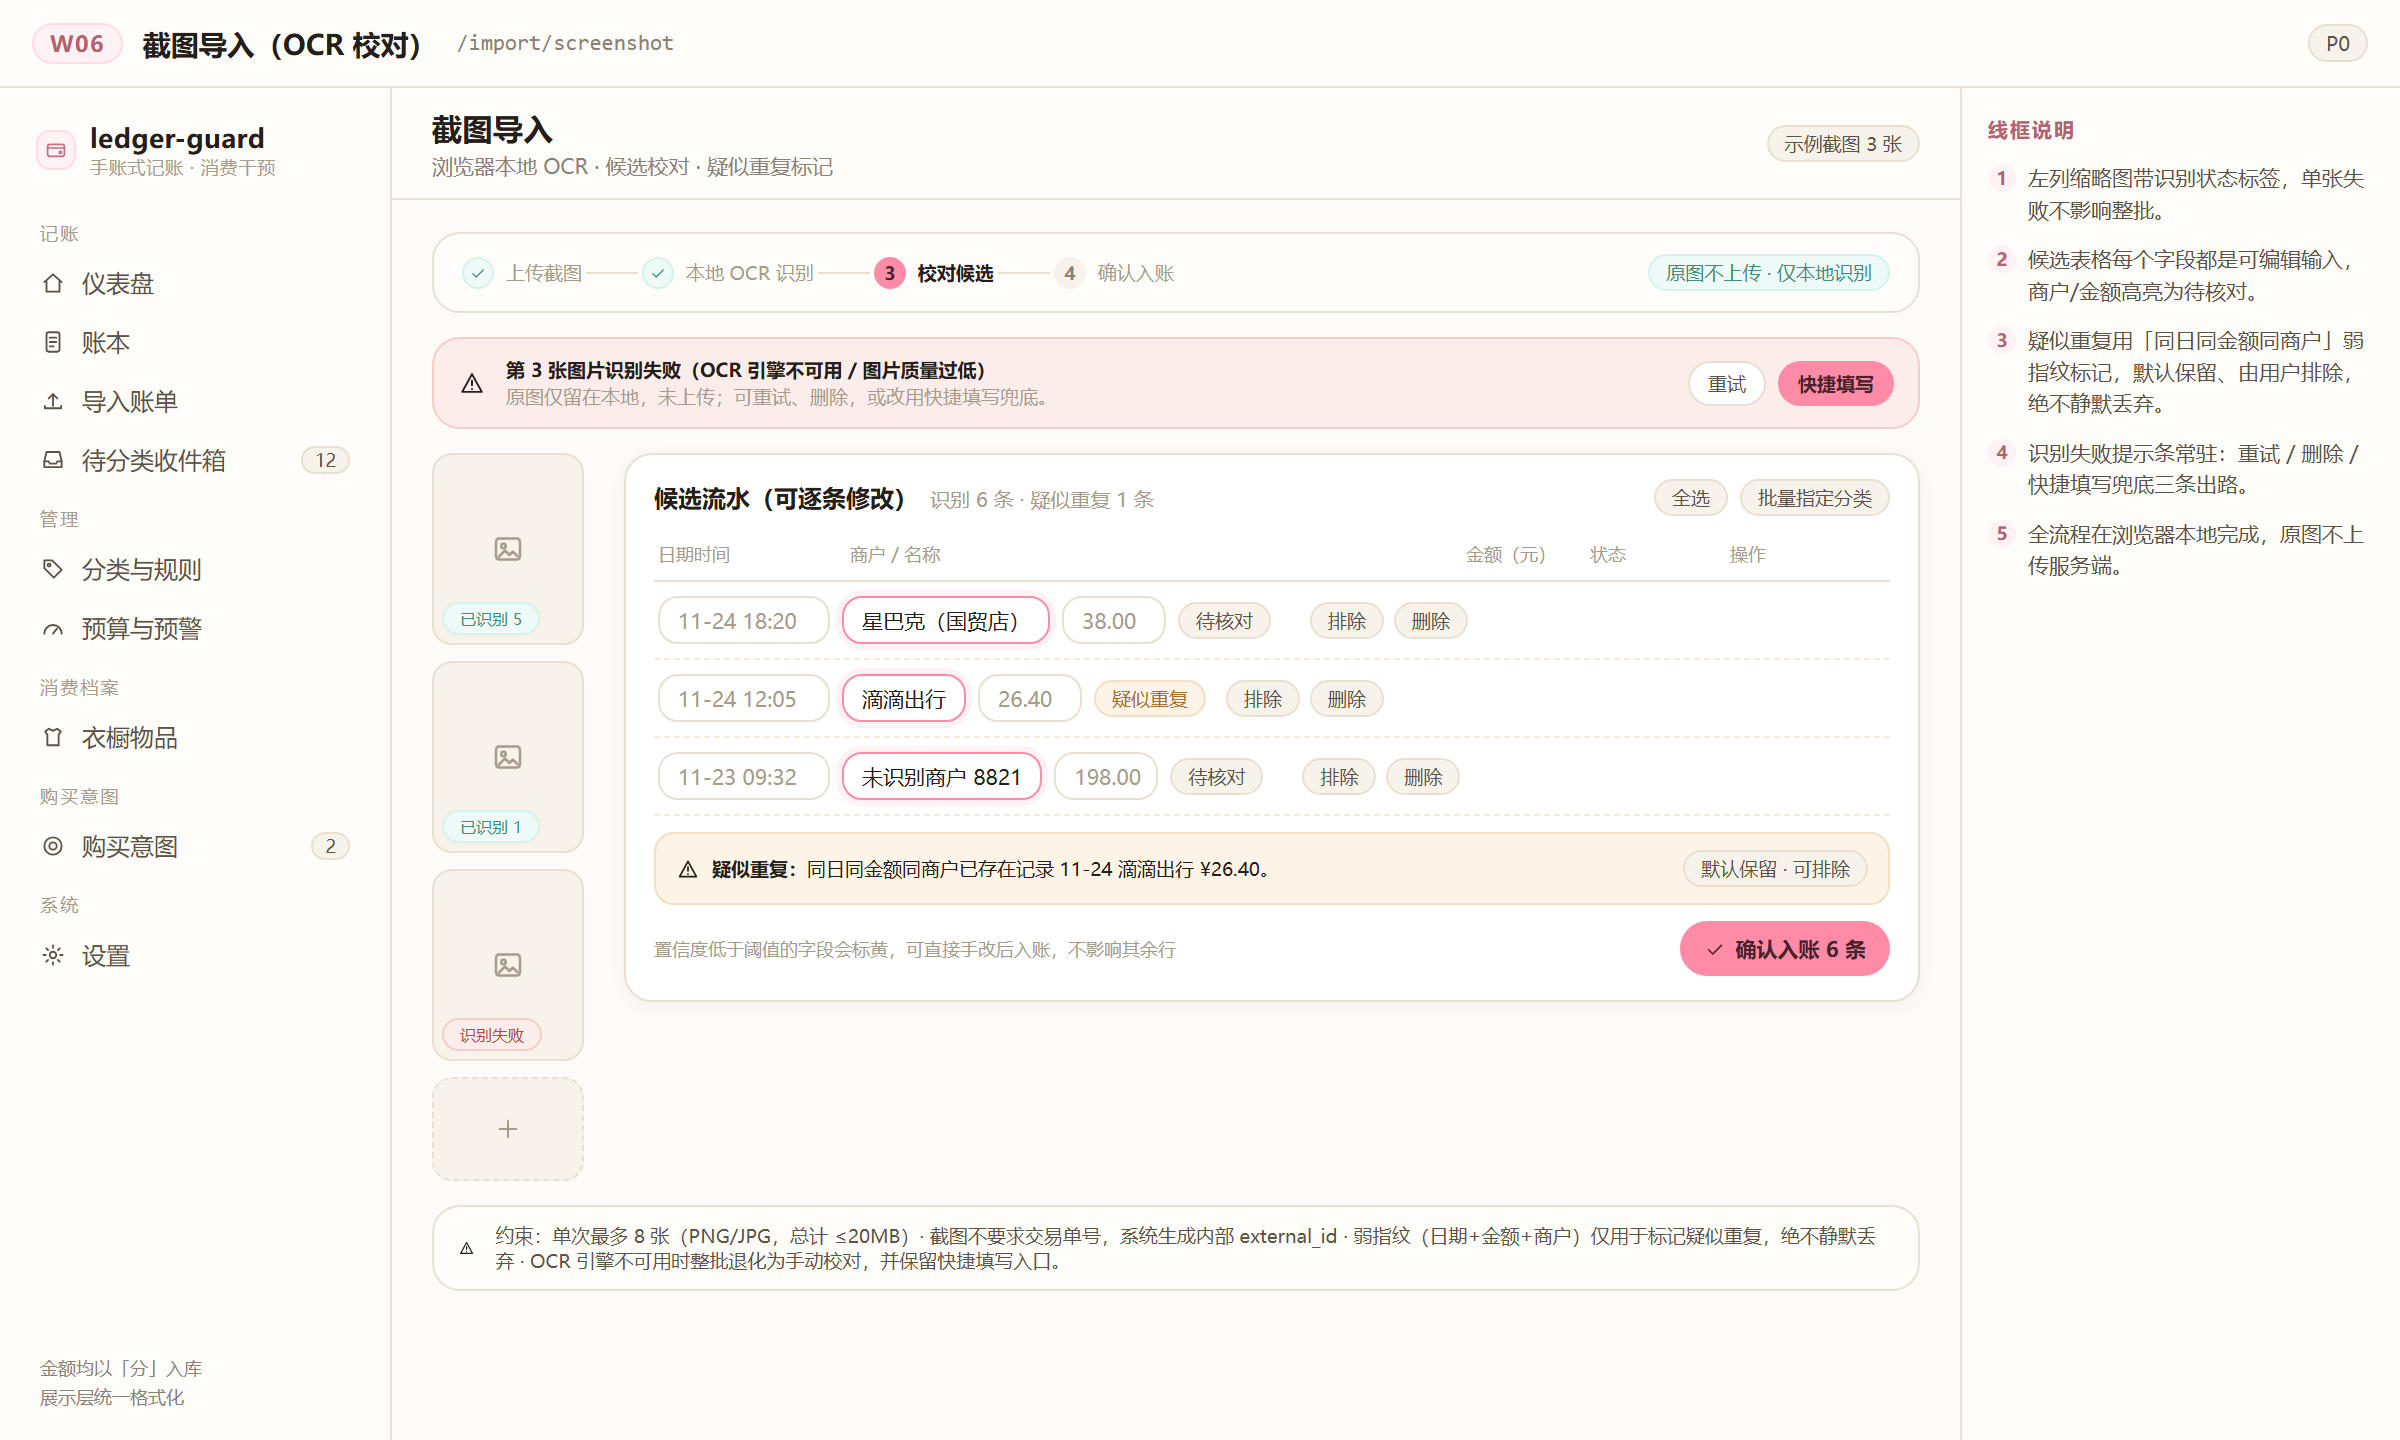 W06 截图导入（OCR 校对） /import/screenshot P0
ledger-guard
手账式记账 · 消费干预
记账
仪表盘
账本
导入账单
待分类收件箱 12
管理
分类与规则
预算与预警
消费档案
衣橱物品
购买意图
购买意图 2
系统
设置
金额均以「分」入库
展示层统一格式化
截图导入
浏览器本地 OCR · 候选校对 · 疑似重复标记
示例截图 3 张
上传截图 本地 OCR 识别 3 校对候选 4 确认入账 原图不上传 · 仅本地识别
第 3 张图片识别失败（OCR 引擎不可用 / 图片质量过低）
原图仅留在本地，未上传；可重试、删除，或改用快捷填写兜底。
重试 快捷填写
已识别 5
已识别 1
识别失败
候选流水（可逐条修改） 识别 6 条 · 疑似重复 1 条 全选 批量指定分类
日期时间 商户 / 名称 金额（元） 状态 操作
11-24 18:20 星巴克（国贸店） 38.00 待核对 排除 删除
11-24 12:05 滴滴出行 26.40 疑似重复 排除 删除
11-23 09:32 未识别商户 8821 198.00 待核对 排除 删除
疑似重复：同日同金额同商户已存在记录 11-24 滴滴出行 ¥26.40。 默认保留 · 可排除
置信度低于阈值的字段会标黄，可直接手改后入账，不影响其余行 确认入账 6 条
约束：单次最多 8 张（PNG/JPG，总计 ≤20MB）· 截图不要求交易单号，系统生成内部 external_id · 弱指纹（日期+金额+商户）仅用于标记疑似重复，绝不静默丢
弃 · OCR 引擎不可用时整批退化为手动校对，并保留快捷填写入口。
线框说明
1 左列缩略图带识别状态标签，单张失
败不影响整批。
2 候选表格每个字段都是可编辑输入，
商户/金额高亮为待核对。
3 疑似重复用「同日同金额同商户」弱
指纹标记，默认保留、由用户排除，
绝不静默丢弃。
4 识别失败提示条常驻：重试 / 删除 /
快捷填写兜底三条出路。
5 全流程在浏览器本地完成，原图不上
传服务端。